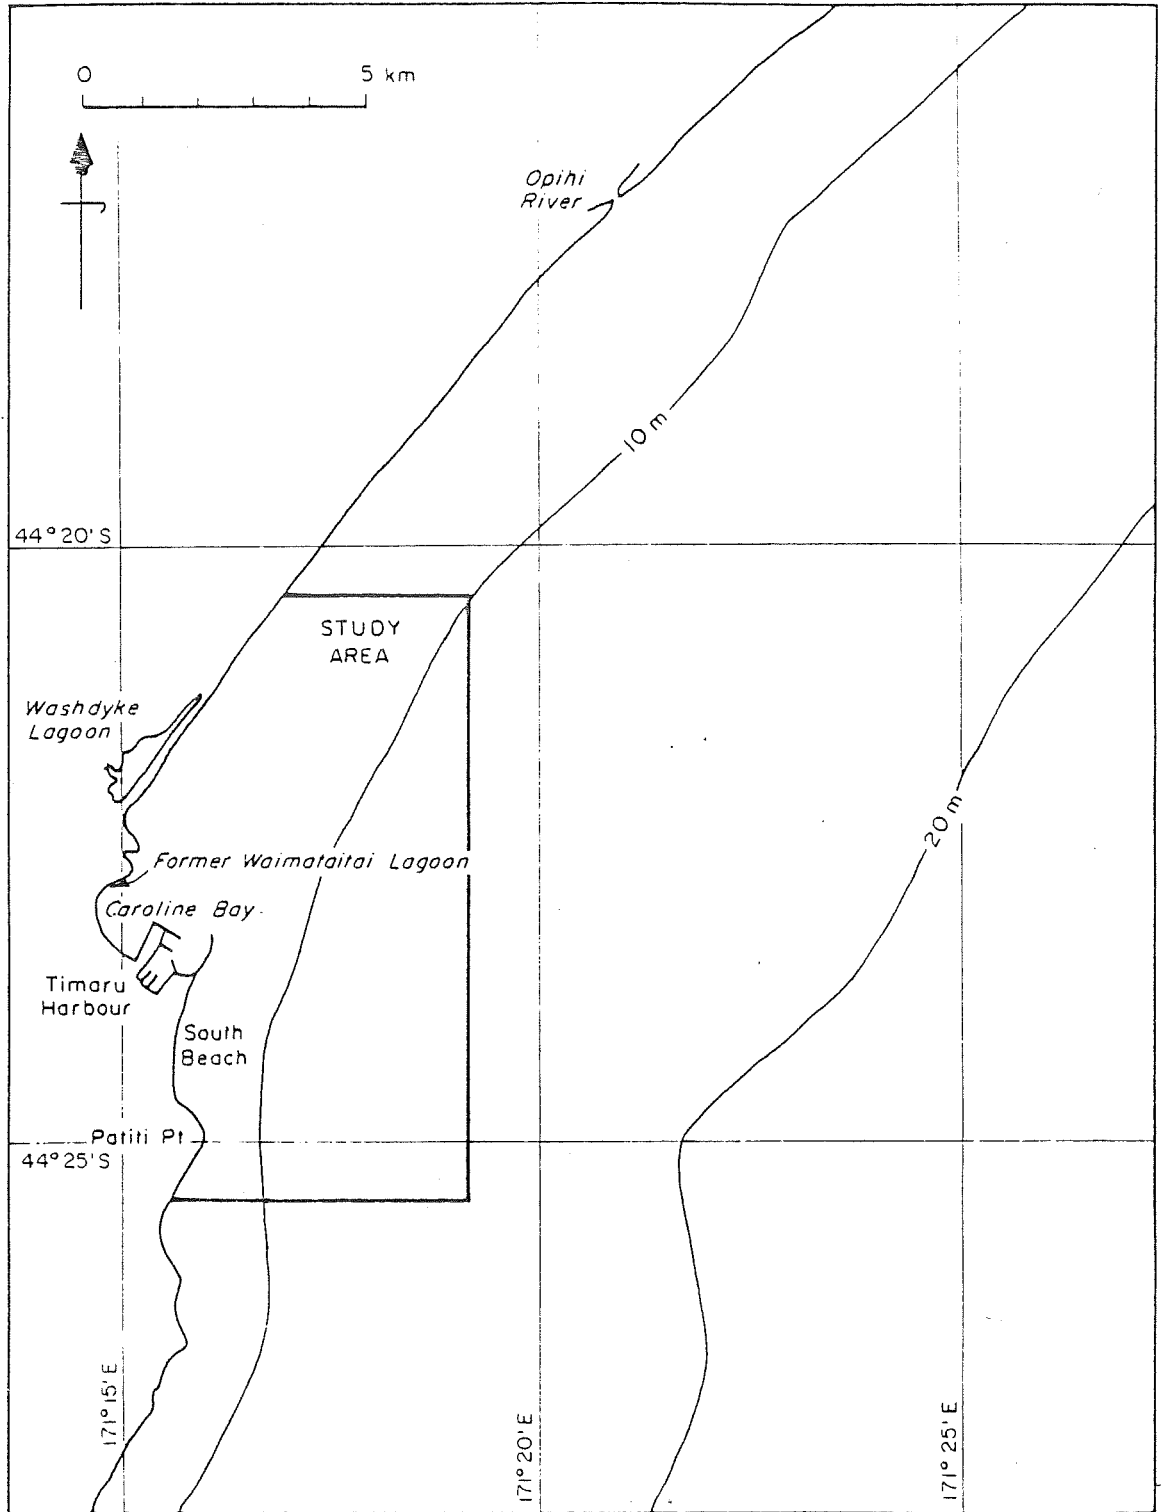 0 5 km
Opihi
River
10 m
44° 20' S
STUDY
AREA
Washdyke
Lagoon
20 m
Former Waimataitai Lagoon
Caroline Bay
Timaru
Harbour
South
Beach
Patiti Pt
44° 25' S
171° 15' E
171° 20' E
171° 25' E